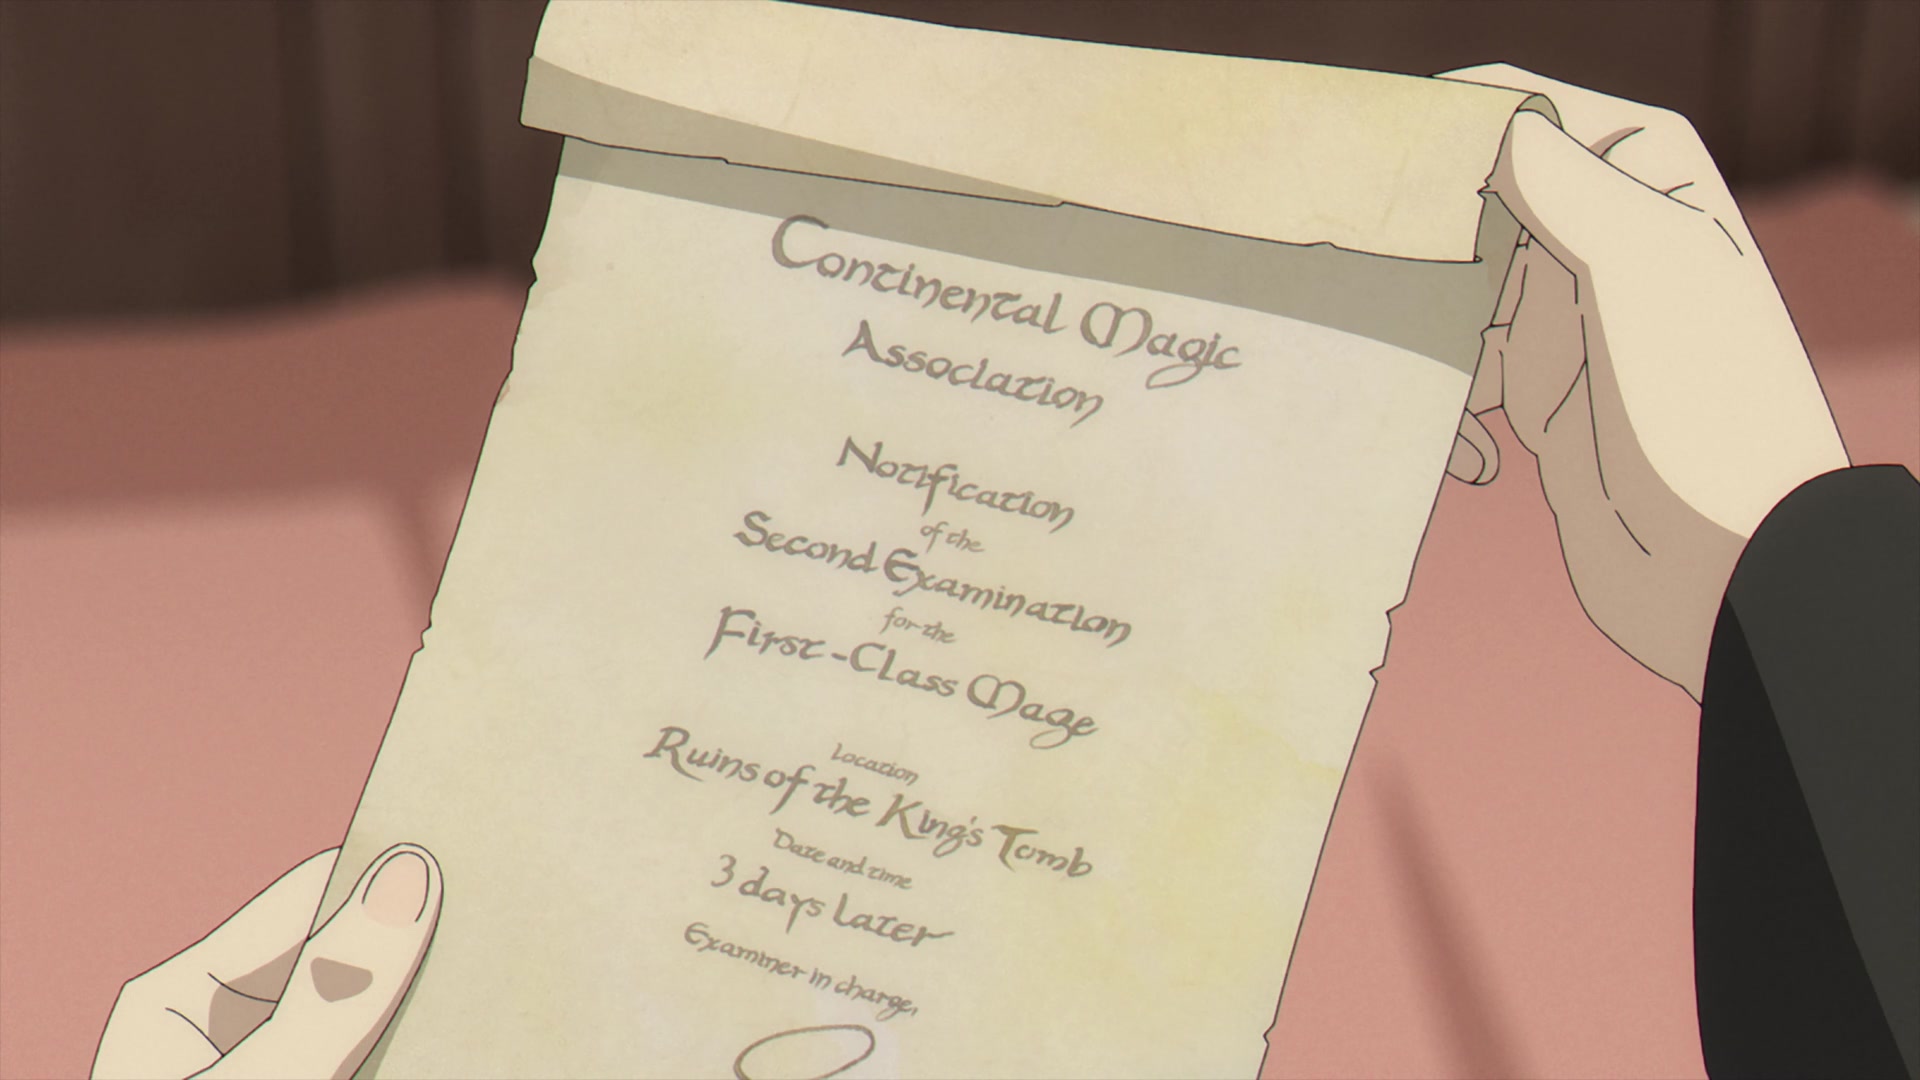 Continental Magic
Association
Notification
of the
Second Examination
for the
First-Class Mage
Location
Ruins of the King's Tomb
Date and time
3 days Later
Examiner in charge,